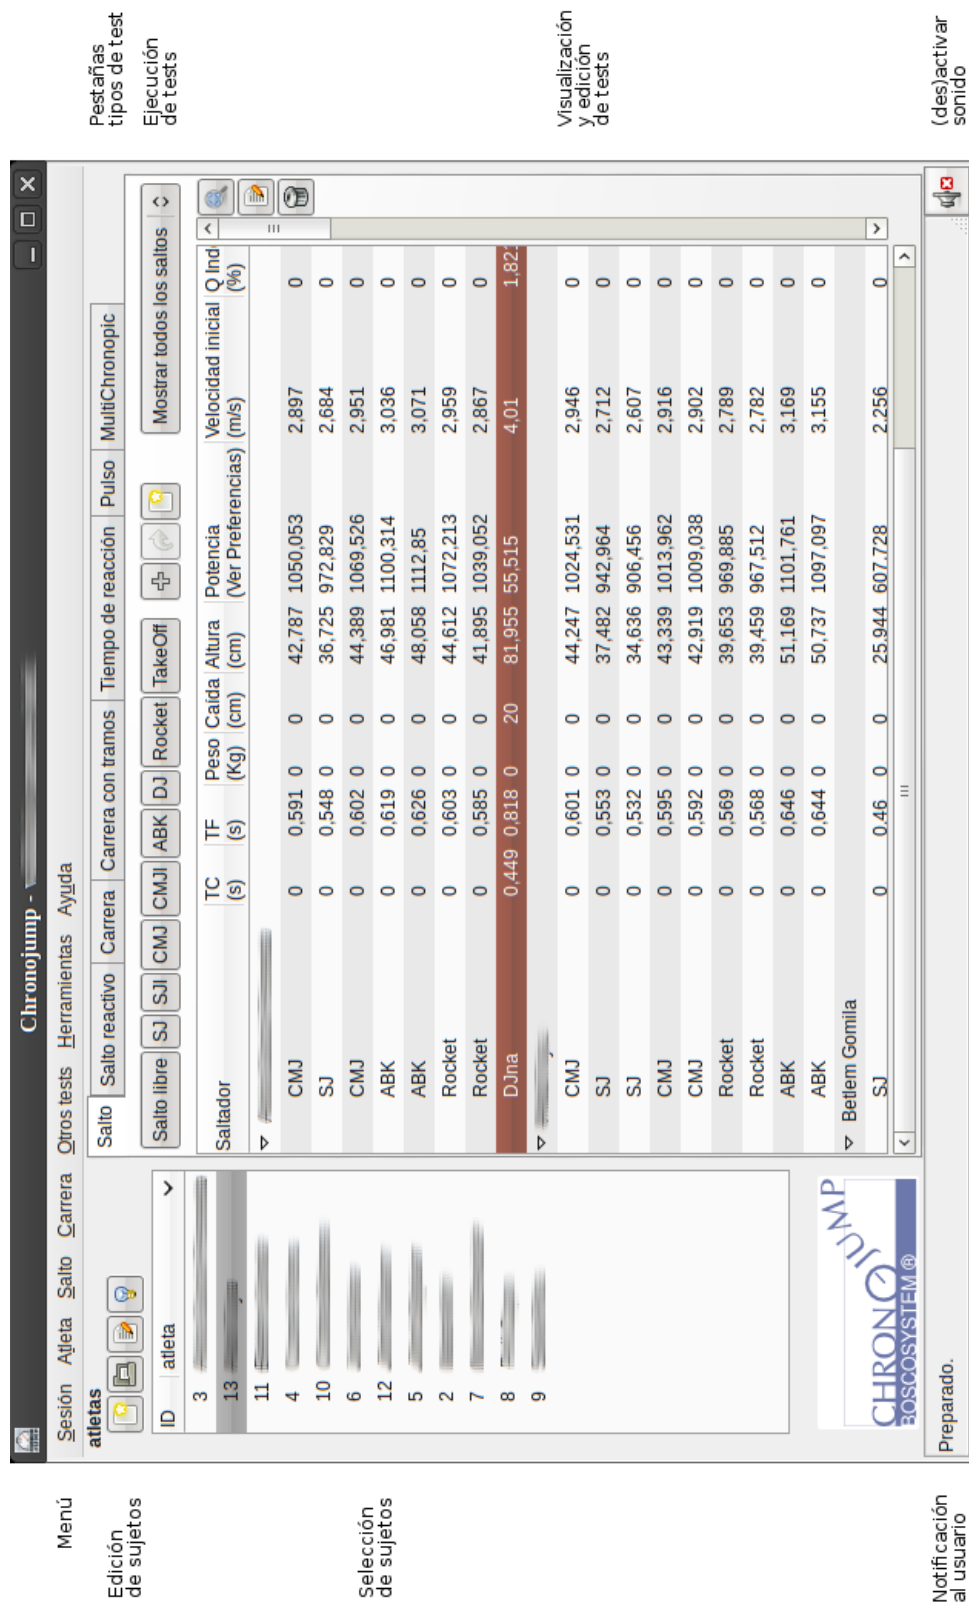 Menú
Edición
de sujetos
Selección
de sujetos
Notificación
al usuario
Pestañas
tipos de test
Ejecución
de tests
Visualización
y edición
de tests
(des)activar
sonido
Chronojump -
Sesión Atleta Salto Carrera Otros tests Herramientas Ayuda
atletas
ID atleta
3
13
11
4
10
6
12
5
2
7
8
9
CHRONOJUMP
BOSCOSYSTEM ®
Preparado.
Salto Salto reactivo Carrera Carrera con tramos Tiempo de reacción Pulso MultiChronopic
Salto libre SJ SJl CMJ CMJl ABK DJ Rocket TakeOff Mostrar todos los saltos
Saltador TC (s) TF (s) Peso (Kg) Caída (cm) Altura (cm) Potencia (Ver Preferencias) Velocidad inicial (m/s) Q Ind (%)
CMJ 0 0,591 0 0 42,787 1050,053 2,897 0
SJ 0 0,548 0 0 36,725 972,829 2,684 0
CMJ 0 0,602 0 0 44,389 1069,526 2,951 0
ABK 0 0,619 0 0 46,981 1100,314 3,036 0
ABK 0 0,626 0 0 48,058 1112,85 3,071 0
Rocket 0 0,603 0 0 44,612 1072,213 2,959 0
Rocket 0 0,585 0 0 41,895 1039,052 2,867 0
DJna 0,449 0,818 0 20 81,955 55,515 4,01 1,82
CMJ 0 0,601 0 0 44,247 1024,531 2,946 0
SJ 0 0,553 0 0 37,482 942,964 2,712 0
SJ 0 0,532 0 0 34,636 906,456 2,607 0
CMJ 0 0,595 0 0 43,339 1013,962 2,916 0
CMJ 0 0,592 0 0 42,919 1009,038 2,902 0
Rocket 0 0,569 0 0 39,653 969,885 2,789 0
Rocket 0 0,568 0 0 39,459 967,512 2,782 0
ABK 0 0,646 0 0 51,169 1101,761 3,169 0
ABK 0 0,644 0 0 50,737 1097,097 3,155 0
Betlem Gomila
SJ 0 0,46 0 0 25,944 607,728 2,256 0